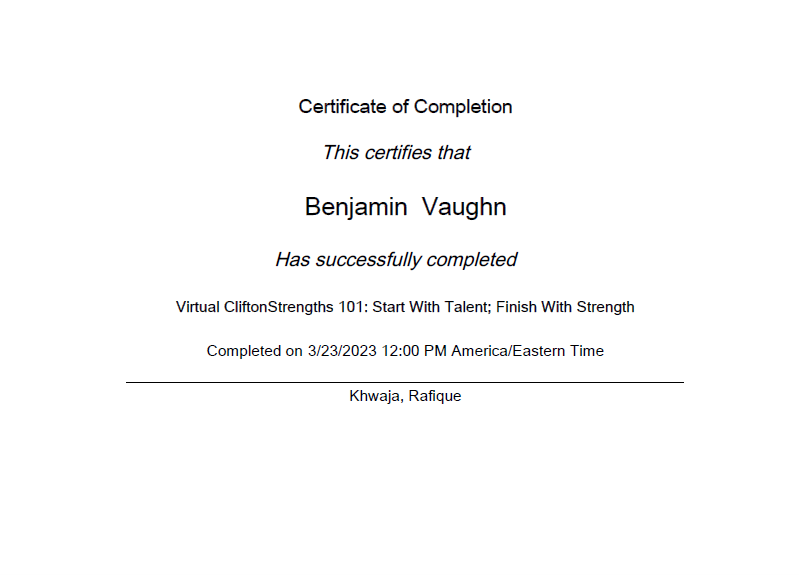 Certificate of Completion
This certifies that
Benjamin Vaughn
Has successfully completed
Virtual CliftonStrengths 101: Start With Talent; Finish With Strength
Completed on 3/23/2023 12:00 PM America/Eastern Time
Khwaja, Rafique